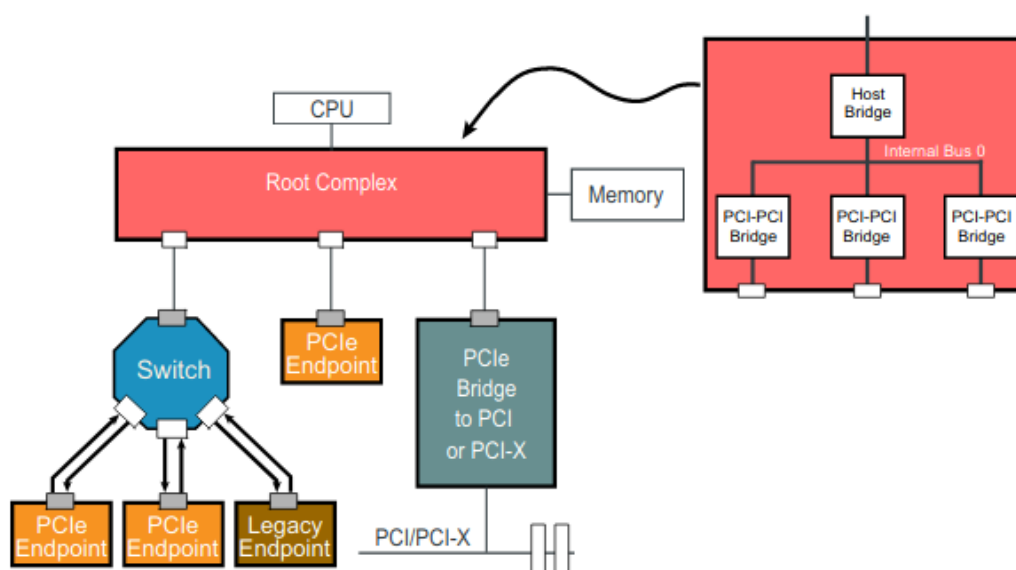 CPU
Root Complex
Memory
Host
Bridge
Internal Bus 0
PCI-PCI
Bridge
PCI-PCI
Bridge
PCI-PCI
Bridge
Switch
PCIe
Endpoint
PCIe
Bridge
to PCI
or PCI-X
PCIe
Endpoint
PCIe
Endpoint
Legacy
Endpoint
PCI/PCI-X